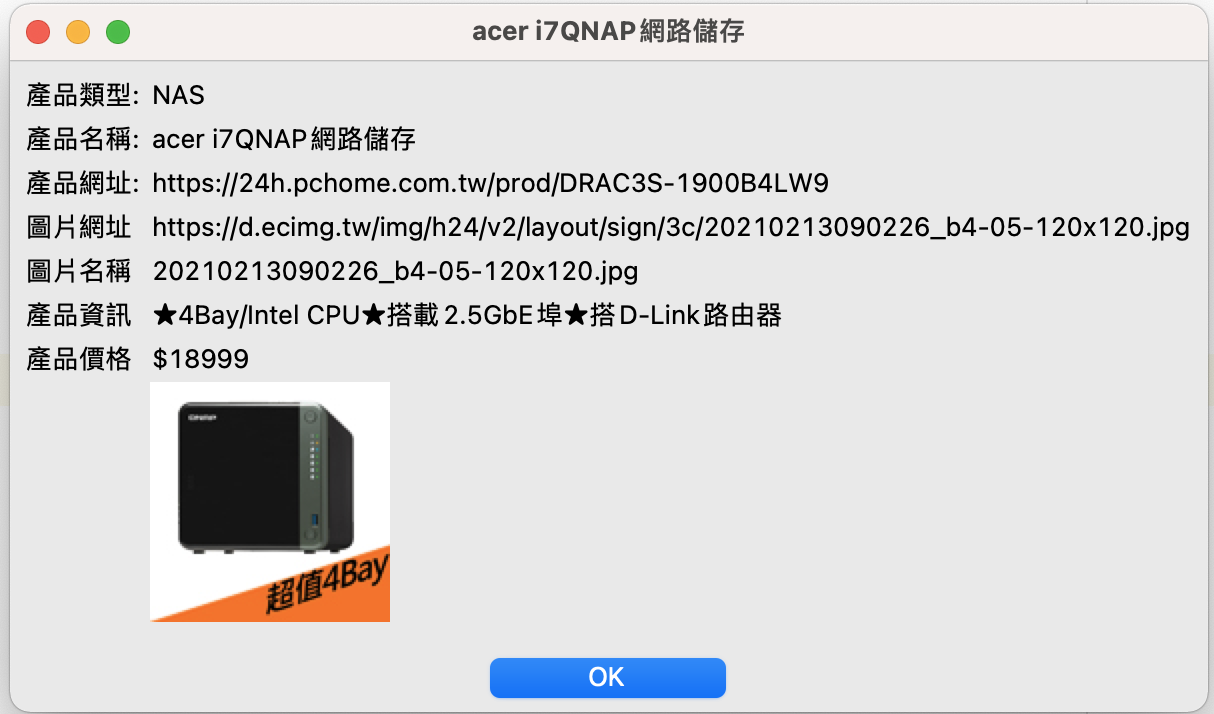 acer i7QNAP網路儲存
產品類型: NAS
產品名稱: acer i7QNAP網路儲存
產品網址: https://24h.pchome.com.tw/prod/DRAC3S-1900B4LW9
圖片網址 https://d.ecimg.tw/img/h24/v2/layout/sign/3c/20210213090226_b4-05-120x120.jpg
圖片名稱 20210213090226_b4-05-120x120.jpg
產品資訊 ★4Bay/Intel CPU★搭載2.5GbE埠★搭D-Link路由器
產品價格 $18999
QNAP
超值4Bay
OK